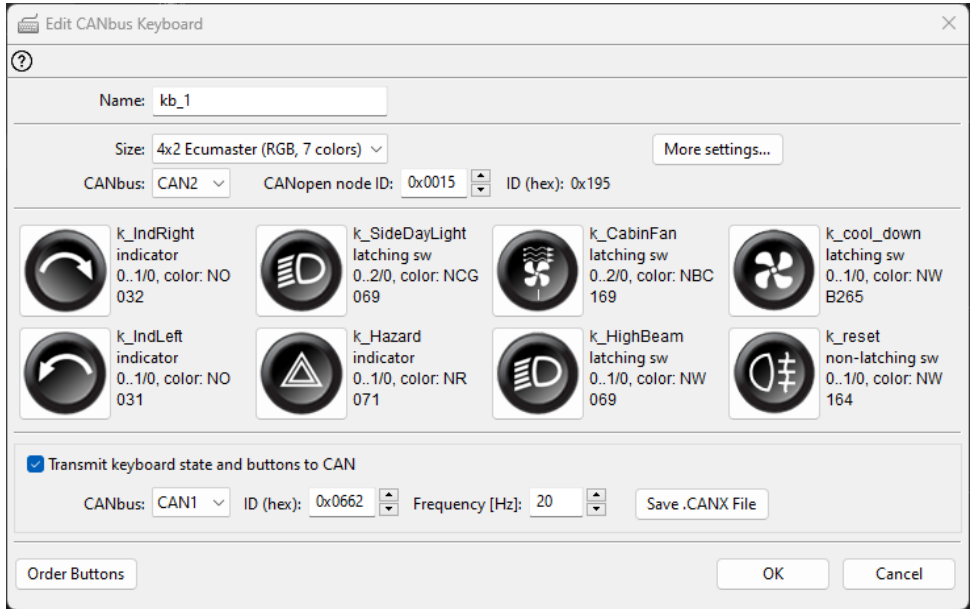 Edit CANbus Keyboard
?
Name: kb_1
Size: 4x2 Ecumaster (RGB, 7 colors) More settings...
CANbus: CAN2 CANopen node ID: 0x0015 ID (hex): 0x195
k_IndRight
indicator
0..1/0, color: NO
032
k_SideDayLight
latching sw
0..2/0, color: NCG
069
k_CabinFan
latching sw
0..2/0, color: NBC
169
k_cool_down
latching sw
0..1/0, color: NW
B265
k_IndLeft
indicator
0..1/0, color: NO
031
k_Hazard
indicator
0..1/0, color: NR
071
k_HighBeam
latching sw
0..1/0, color: NW
069
k_reset
non-latching sw
0..1/0, color: NW
164
Transmit keyboard state and buttons to CAN
CANbus: CAN1 ID (hex): 0x0662 Frequency [Hz]: 20 Save .CANX File
Order Buttons OK Cancel